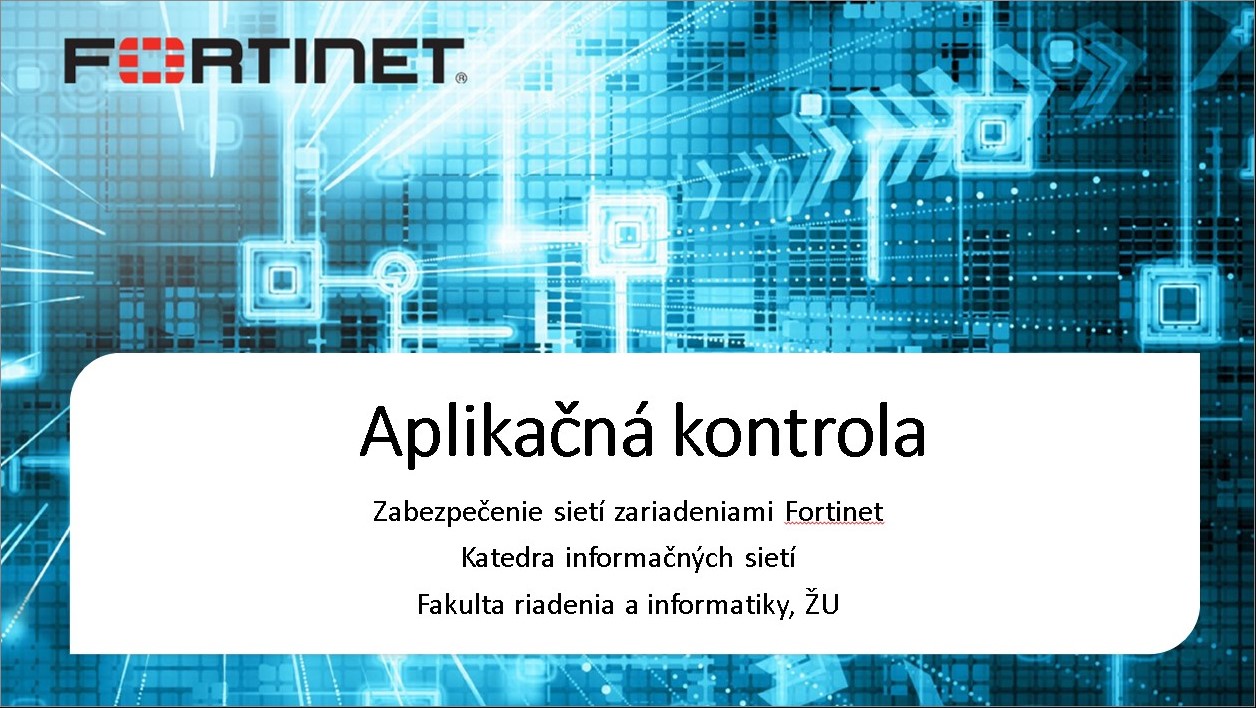 FORTINET®
Aplikačná kontrola
Zabezpečenie sietí zariadeniami Fortinet
Katedra informačných sietí
Fakulta riadenia a informatiky, ŽU